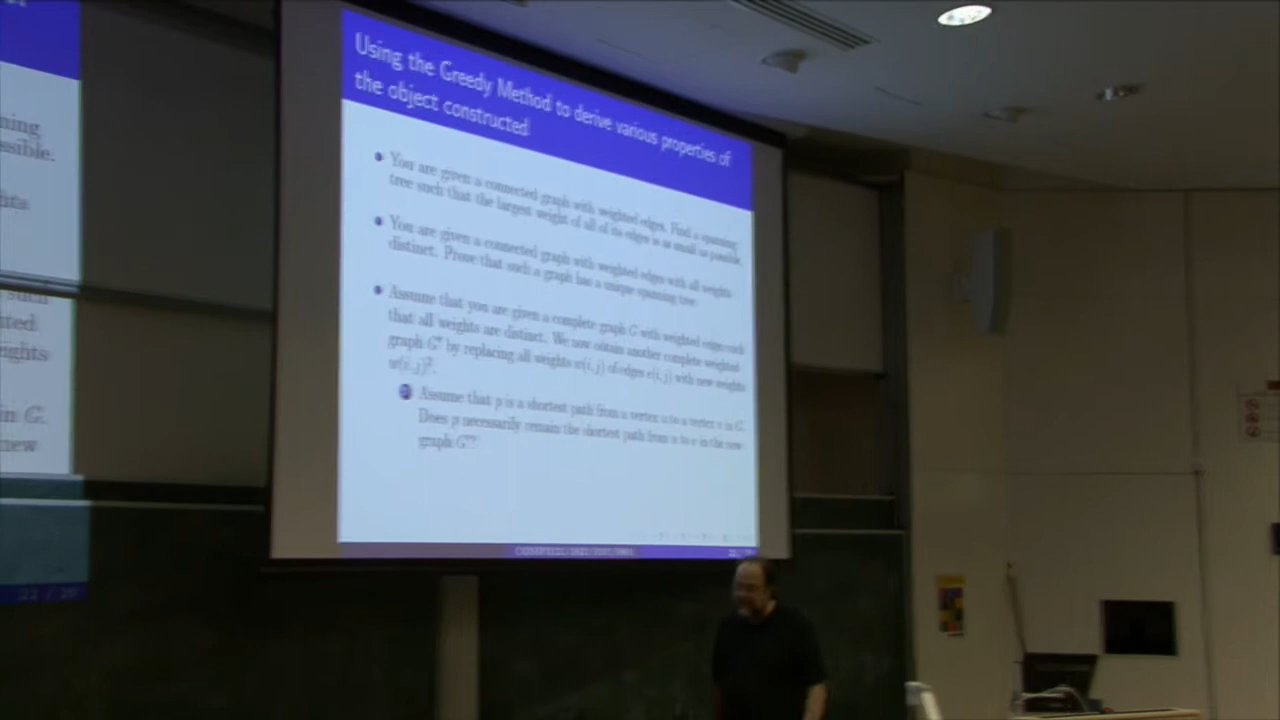 Using the Greedy Method to derive various properties of
the object constructed
You are given a connected graph with weighted edges. Find a spanning
tree such that the largest weight of all of its edges is as small as possible.
You are given a connected graph with weighted edges with all weights
distinct. Prove that such a graph has a unique spanning tree.
Assume that you are given a complete graph G with weighted edges such
that all weights are distinct. We now obtain another complete weighted
graph G' by replacing all weights w(i, j) of edges e(i, j) with new weights
w(i, j)².
Assume that p is a shortest path from a vertex u to a vertex v in G.
Does p necessarily remain the shortest path from u to v in the new
graph G'?
ning
ssible.
such
ted
ights
in G.
new